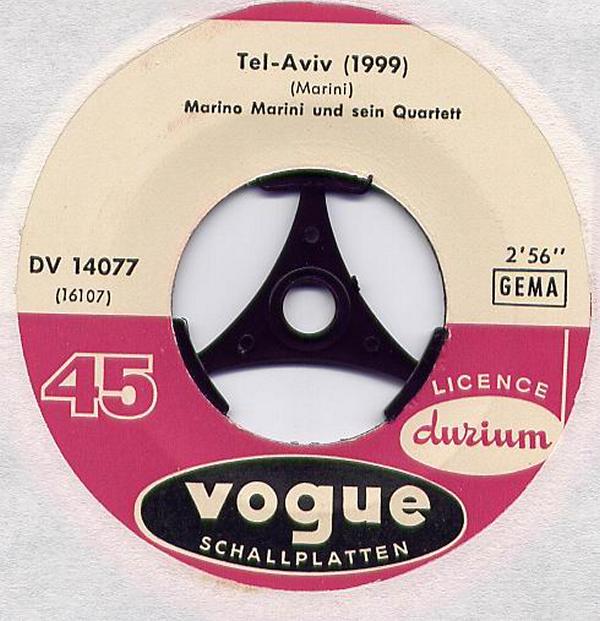 Tel-Aviv (1999)
(Marini)
Marino Marini und sein Quartett
DV 14077
(16107)
2'56"
GEMA
45
LICENCE
durium
vogue
SCHALLPLATTEN